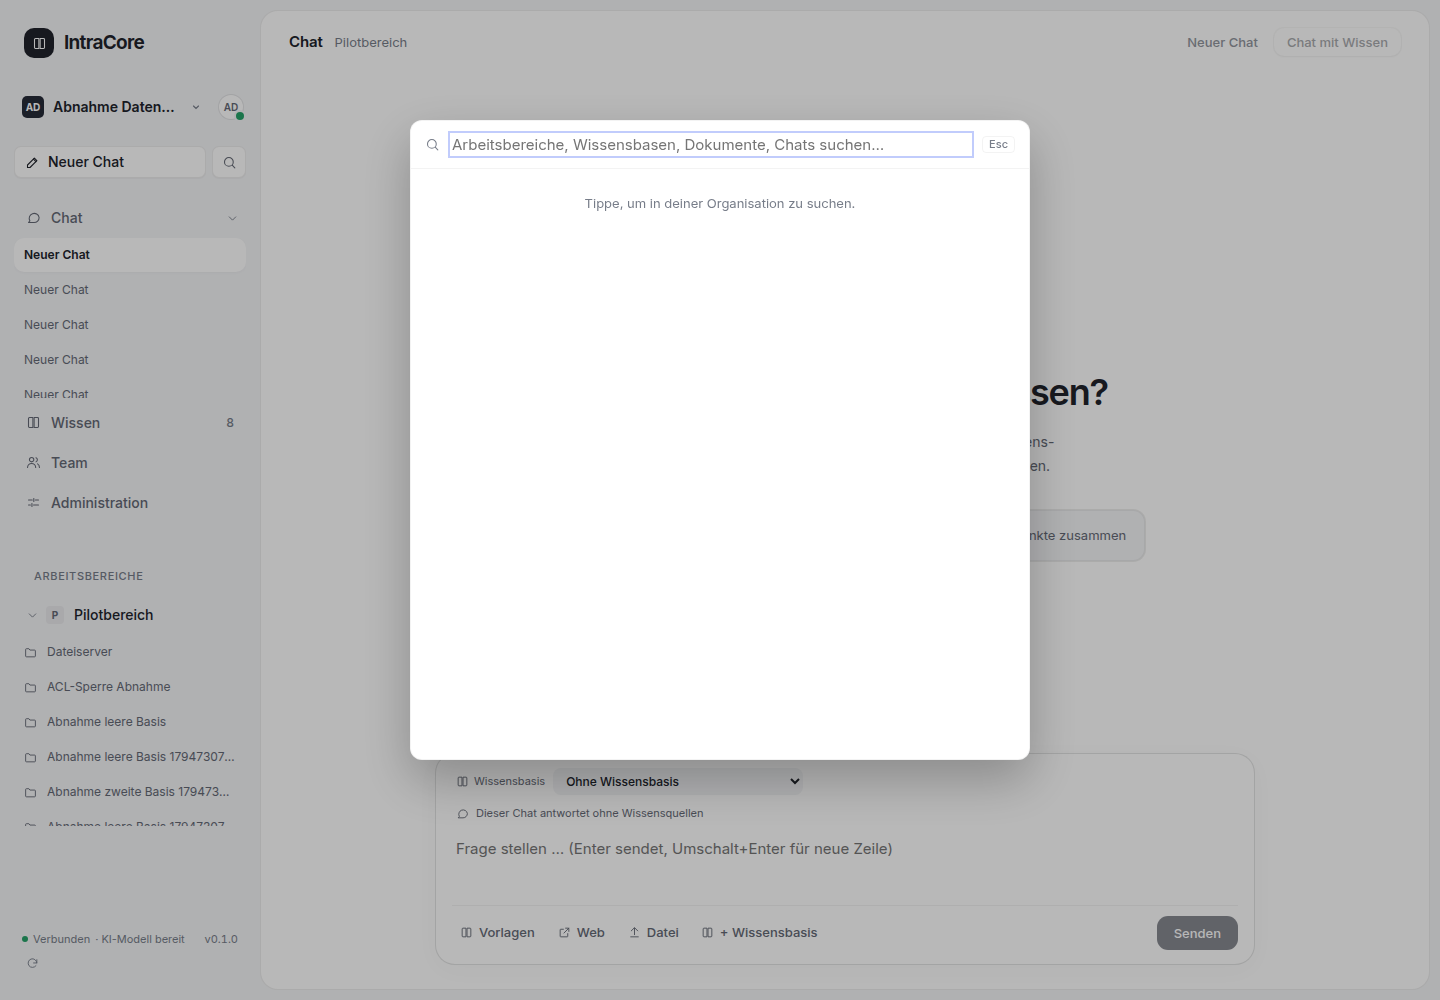 IntraCore
AD
Abnahme Daten...
AD
Neuer Chat
Chat
Neuer Chat
Neuer Chat
Neuer Chat
Neuer Chat
Neuer Chat
Wissen
8
Team
Administration
ARBEITSBEREICHE
P
Pilotbereich
Dateiserver
ACL-Sperre Abnahme
Abnahme leere Basis
Abnahme leere Basis 17947307...
Abnahme zweite Basis 179473...
Abnahme leere Basis 17947307
Verbunden · KI-Modell bereit
v0.1.0
Chat
Pilotbereich
Neuer Chat
Chat mit Wissen
Arbeitsbereiche, Wissensbasen, Dokumente, Chats suchen...
Esc
Tippe, um in deiner Organisation zu suchen.
sen?
ens-
en.
nkte zusammen
Wissensbasis
Ohne Wissensbasis
Dieser Chat antwortet ohne Wissensquellen
Frage stellen ... (Enter sendet, Umschalt+Enter für neue Zeile)
Vorlagen
Web
Datei
+ Wissensbasis
Senden